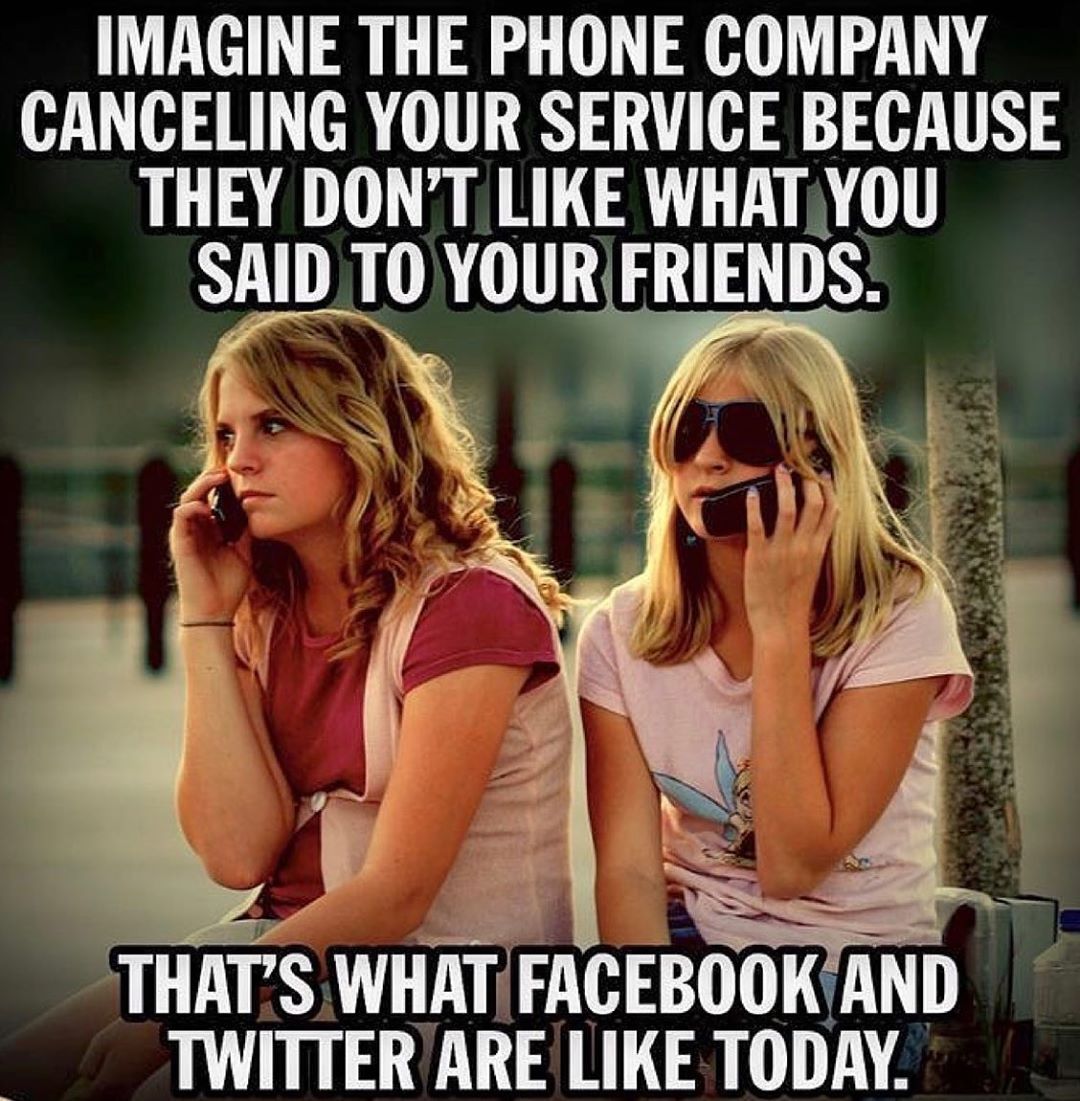 IMAGINE THE PHONE COMPANY
CANCELING YOUR SERVICE BECAUSE
THEY DON'T LIKE WHAT YOU
SAID TO YOUR FRIENDS.
THAT'S WHAT FACEBOOK AND
TWITTER ARE LIKE TODAY.